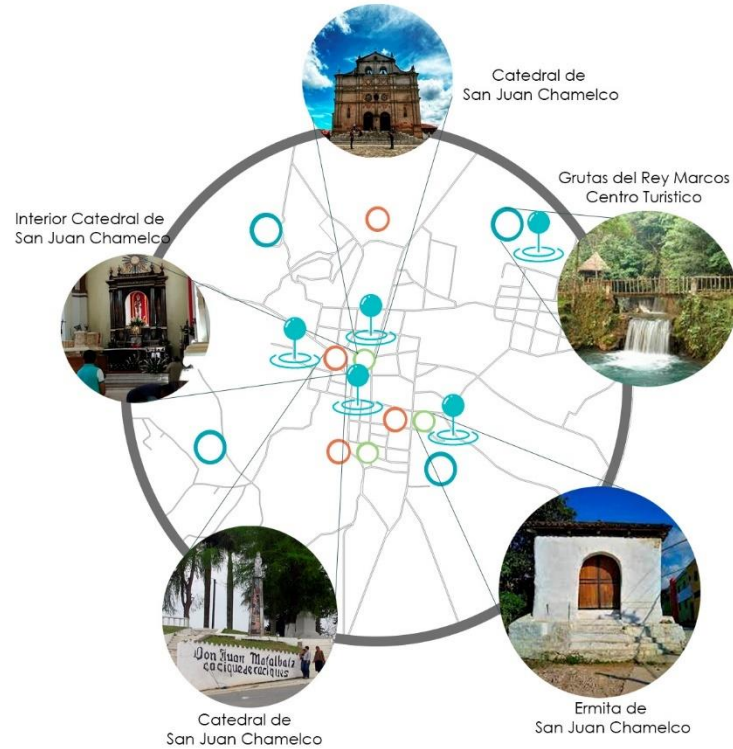 Catedral de
San Juan Chamelco
Grutas del Rey Marcos
Centro Turistico
Interior Catedral de
San Juan Chamelco
Don Juan Matalbatz
cacique de caciques
Catedral de
San Juan Chamelco
Ermita de
San Juan Chamelco